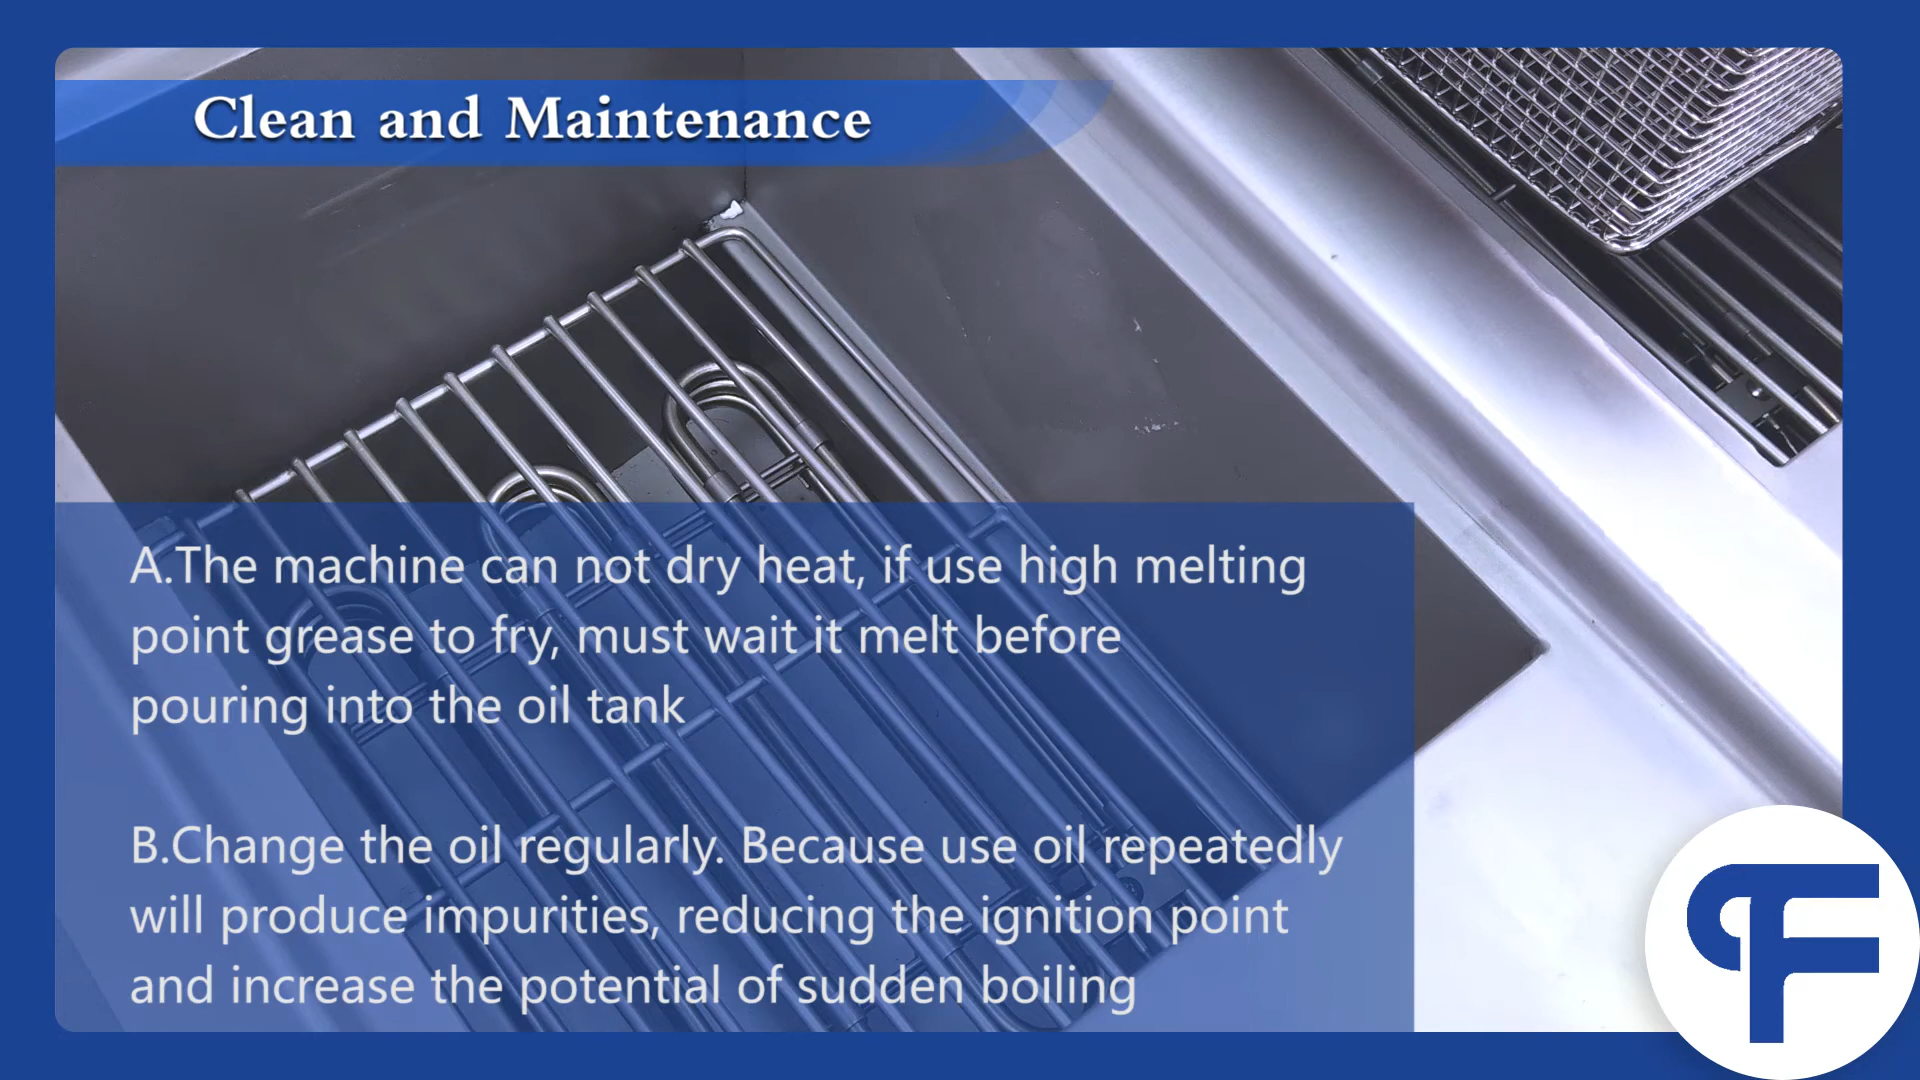 Clean and Maintenance
A.The machine can not dry heat, if use high melting
point grease to fry, must wait it melt before
pouring into the oil tank
B.Change the oil regularly. Because use oil repeatedly
will produce impurities, reducing the ignition point
and increase the potential of sudden boiling